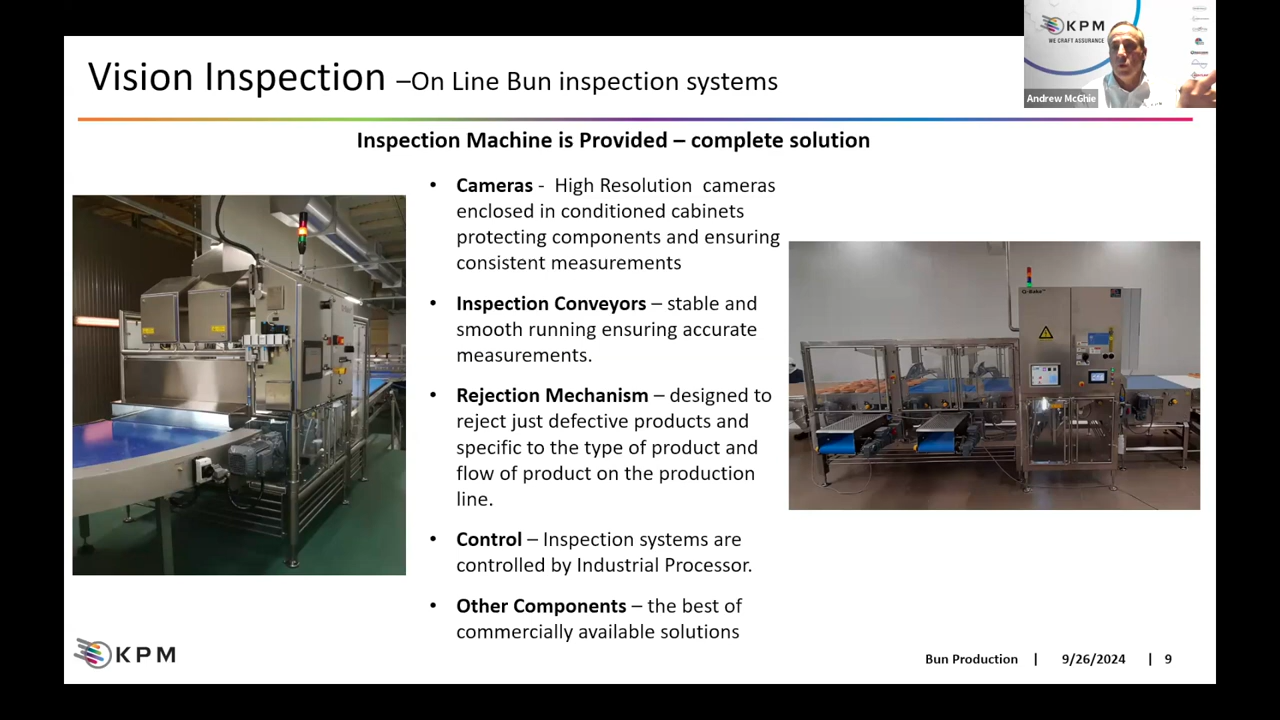 Vision Inspection –On Line Bun inspection systems
KPM
WE CRAFT ASSURANCE
Andrew McGhie
Inspection Machine is Provided – complete solution
• Cameras - High Resolution cameras
enclosed in conditioned cabinets
protecting components and ensuring
consistent measurements
• Inspection Conveyors – stable and
smooth running ensuring accurate
measurements.
• Rejection Mechanism – designed to
reject just defective products and
specific to the type of product and
flow of product on the production
line.
• Control – Inspection systems are
controlled by Industrial Processor.
• Other Components – the best of
commercially available solutions
KPM
Bun Production | 9/26/2024 | 9